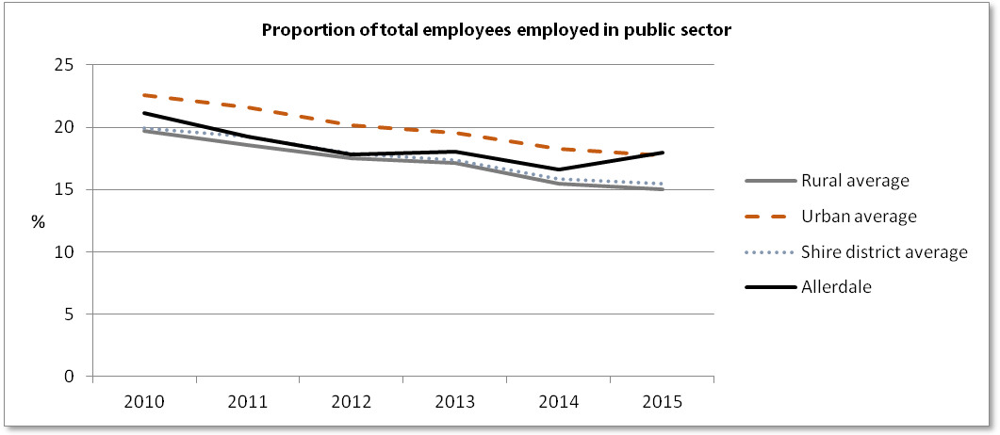 Proportion of total employees employed in public sector
25
20
15
%
10
5
0
2010 2011 2012 2013 2014 2015
Rural average
Urban average
Shire district average
Allerdale